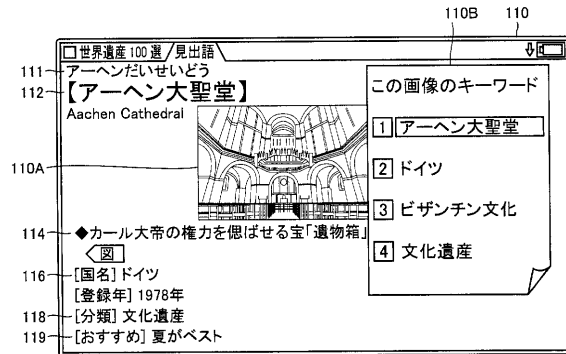 110B
110
世界遺産100選/見出語
111 アーヘンだいせいどう
112 【アーヘン大聖堂】
Aachen Cathedral
110A
114 ◆カール大帝の権力を偲ばせる宝「遺物箱」
図
116 [国名] ドイツ
[登録年] 1978年
118 [分類] 文化遺産
119 [おすすめ] 夏がベスト
この画像のキーワード
1 アーヘン大聖堂
2 ドイツ
3 ビザンチン文化
4 文化遺産